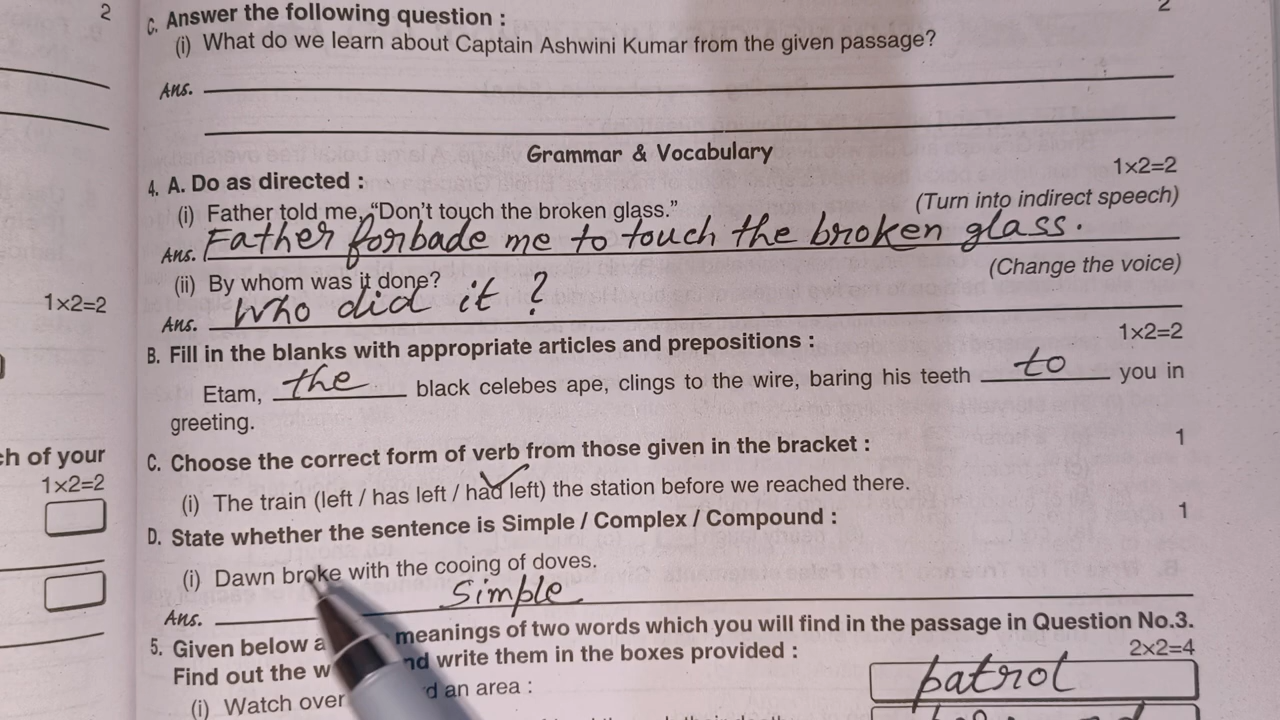 2
2
C. Answer the following question :
(i) What do we learn about Captain Ashwini Kumar from the given passage?
Ans.
Grammar & Vocabulary
4. A. Do as directed :
1×2=2
(i) Father told me, “Don't touch the broken glass.”
(Turn into indirect speech)
Ans. Father forbade me to touch the broken glass.
(ii) By whom was it done?
(Change the voice)
1×2=2
Ans. Who did it ?
B. Fill in the blanks with appropriate articles and prepositions :
1×2=2
Etam, the black celebes ape, clings to the wire, baring his teeth to you in
greeting.
C. Choose the correct form of verb from those given in the bracket :
1
ch of your
1×2=2
(i) The train (left / has left / had left) the station before we reached there.
D. State whether the sentence is Simple / Complex / Compound :
1
(i) Dawn broke with the cooing of doves.
Ans. Simple
5. Given below a meanings of two words which you will find in the passage in Question No.3.
Find out the w nd write them in the boxes provided :
2×2=4
(i) Watch over d an area :
patrol